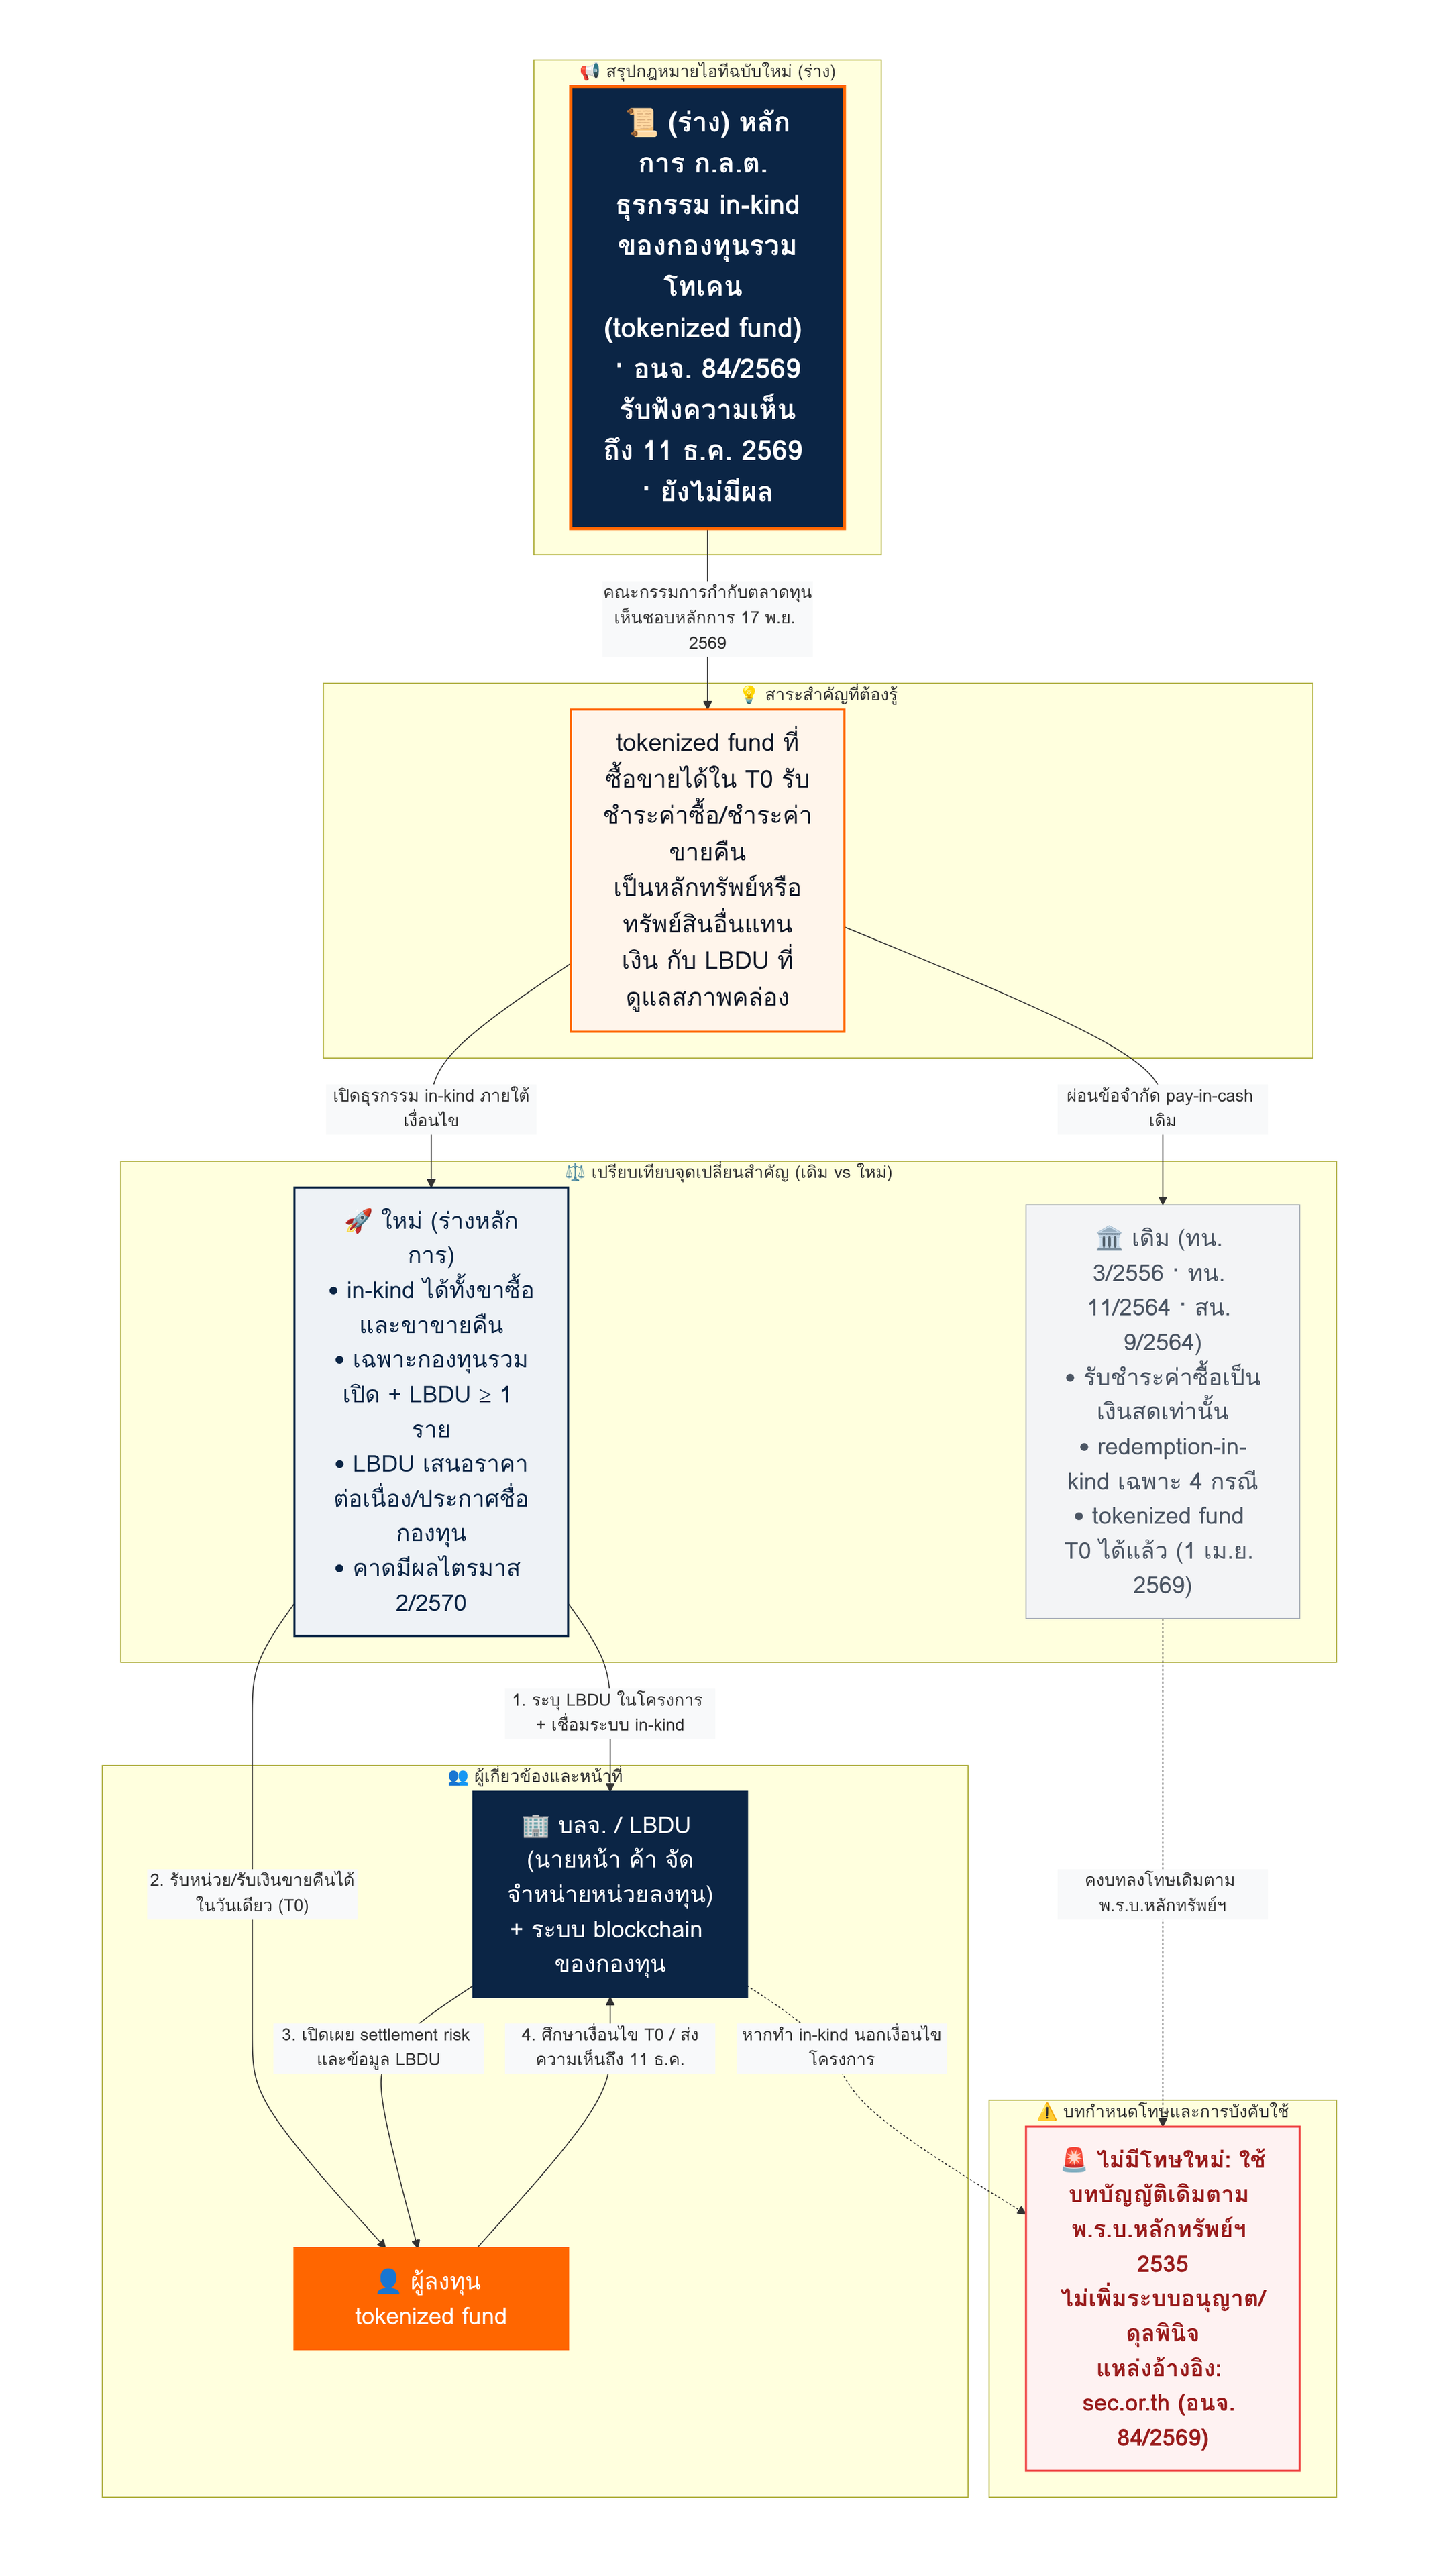 📢 สรุปกฎหมายไอทีฉบับใหม่ (ร่าง)
📜 (ร่าง) หลัก
การ ก.ล.ต.
ธุรกรรม in-kind
ของกองทุนรวม
โทเคน
(tokenized fund)
· อนจ. 84/2569
รับฟังความเห็น
ถึง 11 ธ.ค. 2569
· ยังไม่มีผล
คณะกรรมการกำกับตลาดทุน
เห็นชอบหลักการ 17 พ.ย.
2569
💡 สาระสำคัญที่ต้องรู้
tokenized fund ที่
ซื้อขายได้ใน T0 รับ
ชำระค่าซื้อ/ชำระค่า
ขายคืน
เป็นหลักทรัพย์หรือ
ทรัพย์สินอื่นแทน
เงิน กับ LBDU ที่
ดูแลสภาพคล่อง
เปิดธุรกรรม in-kind ภายใต้
เงื่อนไข
ผ่อนข้อจำกัด pay-in-cash
เดิม
⚖️ เปรียบเทียบจุดเปลี่ยนสำคัญ (เดิม vs ใหม่)
🚀 ใหม่ (ร่างหลัก
การ)
• in-kind ได้ทั้งขาซื้อ
และขาขายคืน
• เฉพาะกองทุนรวม
เปิด + LBDU ≥ 1
ราย
• LBDU เสนอราคา
ต่อเนื่อง/ประกาศชื่อ
กองทุน
• คาดมีผลไตรมาส
2/2570
🏛️ เดิม (ทน.
3/2556 · ทน.
11/2564 · สน.
9/2564)
• รับชำระค่าซื้อเป็น
เงินสดเท่านั้น
• redemption-in-
kind เฉพาะ 4 กรณี
• tokenized fund
T0 ได้แล้ว (1 เม.ย.
2569)
1. ระบุ LBDU ในโครงการ
+ เชื่อมระบบ in-kind
👥 ผู้เกี่ยวข้องและหน้าที่
🏢 บลจ. / LBDU
(นายหน้า ค้า จัด
จำหน่ายหน่วยลงทุน)
+ ระบบ blockchain
ของกองทุน
2. รับหน่วย/รับเงินขายคืนได้
ในวันเดียว (T0)
คงบทลงโทษเดิมตาม
พ.ร.บ.หลักทรัพย์ฯ
3. เปิดเผย settlement risk
และข้อมูล LBDU
4. ศึกษาเงื่อนไข T0 / ส่ง
ความเห็นถึง 11 ธ.ค.
หากทำ in-kind นอกเงื่อนไข
โครงการ
👤 ผู้ลงทุน
tokenized fund
⚠️ บทกำหนดโทษและการบังคับใช้
🚨 ไม่มีโทษใหม่: ใช้
บทบัญญัติเดิมตาม
พ.ร.บ.หลักทรัพย์ฯ
2535
ไม่เพิ่มระบบอนุญาต/
ดุลพินิจ
แหล่งอ้างอิง:
sec.or.th (อนจ.
84/2569)